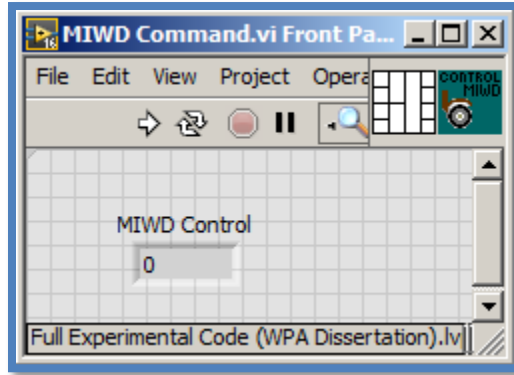 MIWD Command.vi Front Pa...
File Edit View Project Opera
CONTROL
MIWD
16
MIWD Control
0
Full Experimental Code (WPA Dissertation).lv